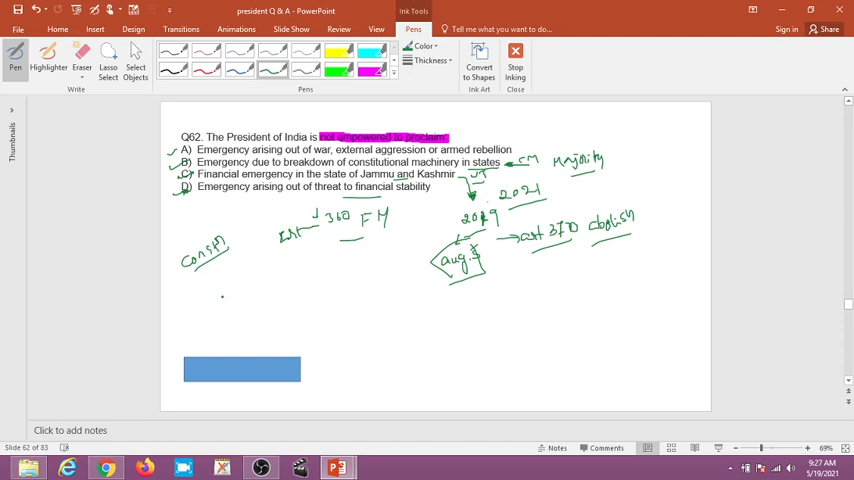 president Q & A - PowerPoint
Ink Tools
File Home Insert Design Transitions Animations Slide Show Review View Pens Tell me what you want to do... Sign in Share
Pen Highlighter Eraser Lasso Select Select Objects
Color
Thickness
Convert to Shapes Stop Inking
Write Pens Ink Art Close
Thumbnails
Q62. The President of India is not empowered to proclaim
A) Emergency arising out of war, external aggression or armed rebellion
B) Emergency due to breakdown of constitutional machinery in states CM Majority
C) Financial emergency in the state of Jammu and Kashmir UT
D) Emergency arising out of threat to financial stability 2021
360 2019
art 370 abolish
aug.5
Click to add notes
Slide 62 of 83 Notes Comments 69%
9:27 AM
5/19/2021